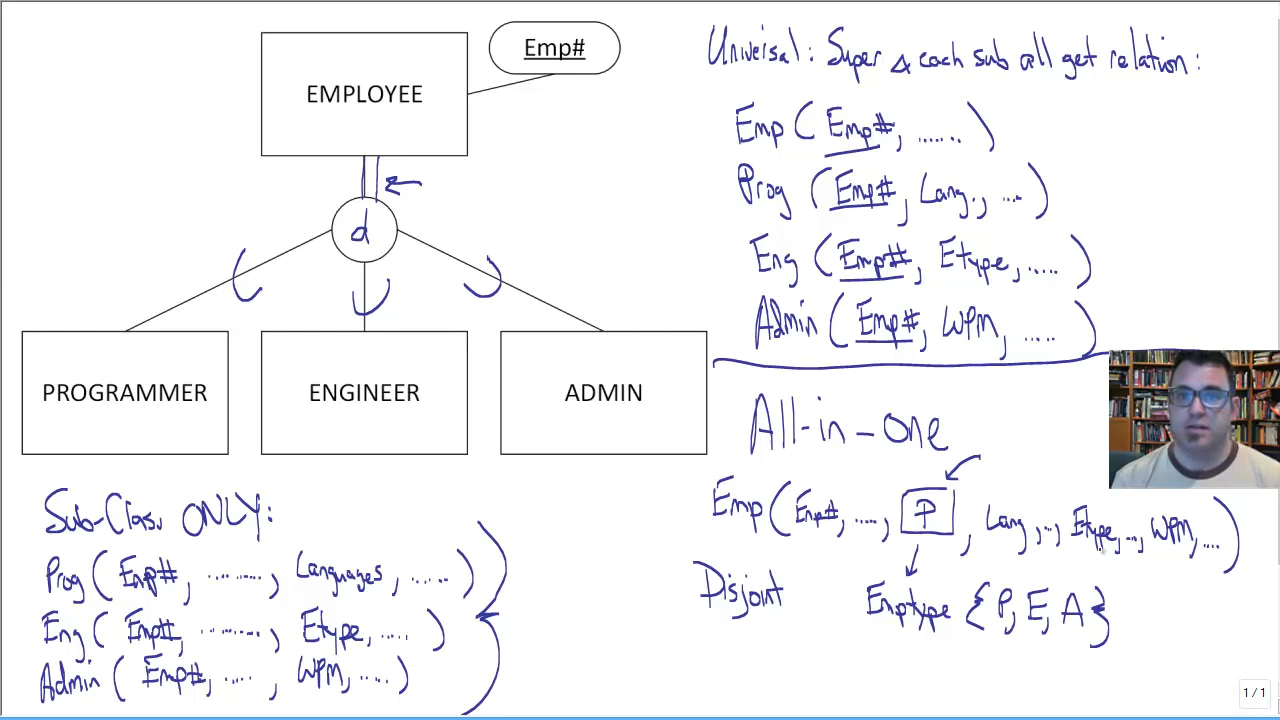 EMPLOYEE
Emp#
d
PROGRAMMER
ENGINEER
ADMIN
Sub-Class ONLY:
Prog ( Emp#, ........, Languages, ..... )
Eng ( Emp#, ........, Etype, .... )
Admin ( Emp#, ...., WPM, .... )
Universal: Super & each sub all get relation:
Emp ( Emp#, ...... )
Prog ( Emp#, Lang., ... )
Eng ( Emp#, Etype, ..... )
Admin ( Emp#, WPM, ..... )
All-in-one
Emp ( Emp#, ...., P, Lang, .., Etype, ..., WPM, .... )
Disjoint Emptype { P, E, A }
1 / 1